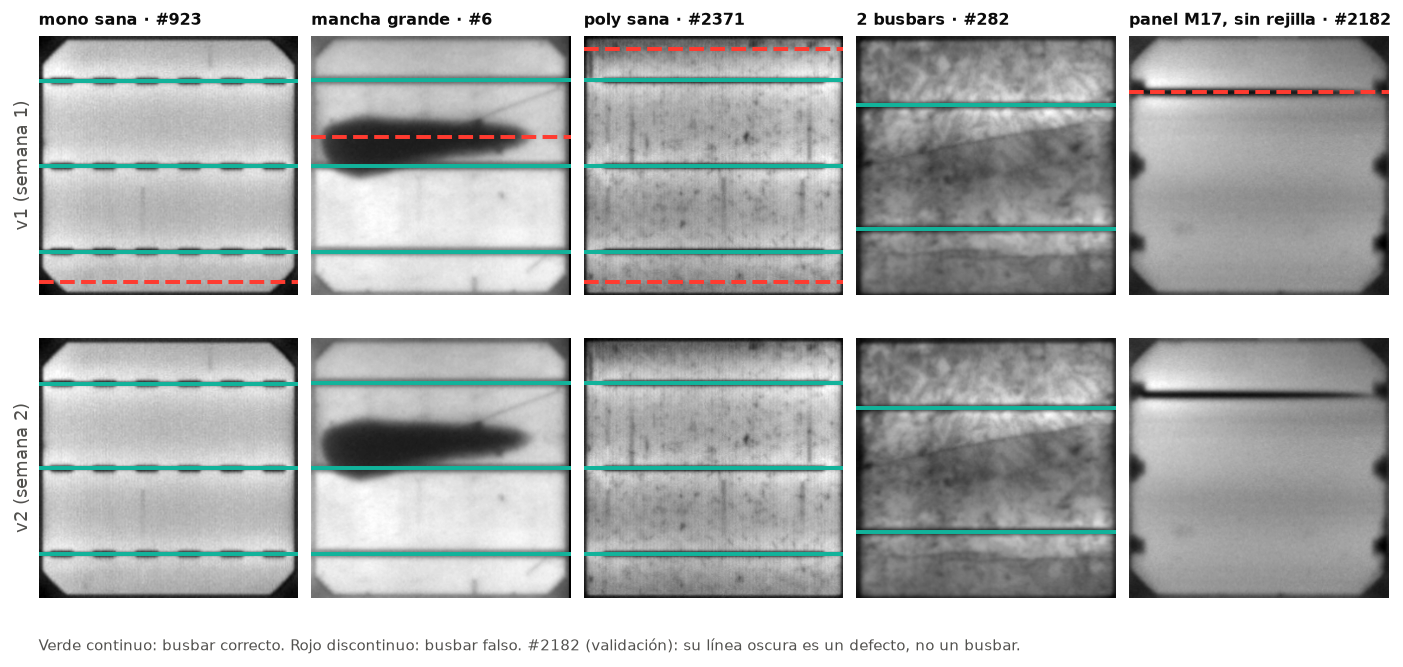 mono sana · #923
mancha grande · #6
poly sana · #2371
2 busbars · #282
panel M17, sin rejilla · #2182
v1 (semana 1)
v2 (semana 2)
Verde continuo: busbar correcto. Rojo discontinuo: busbar falso. #2182 (validación): su línea oscura es un defecto, no un busbar.